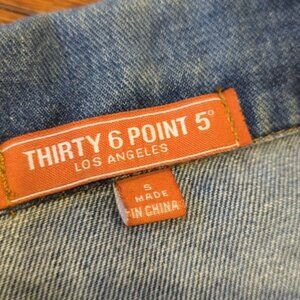 THIRTY 6 POINT 5°
LOS ANGELES
S
MADE
IN CHINA